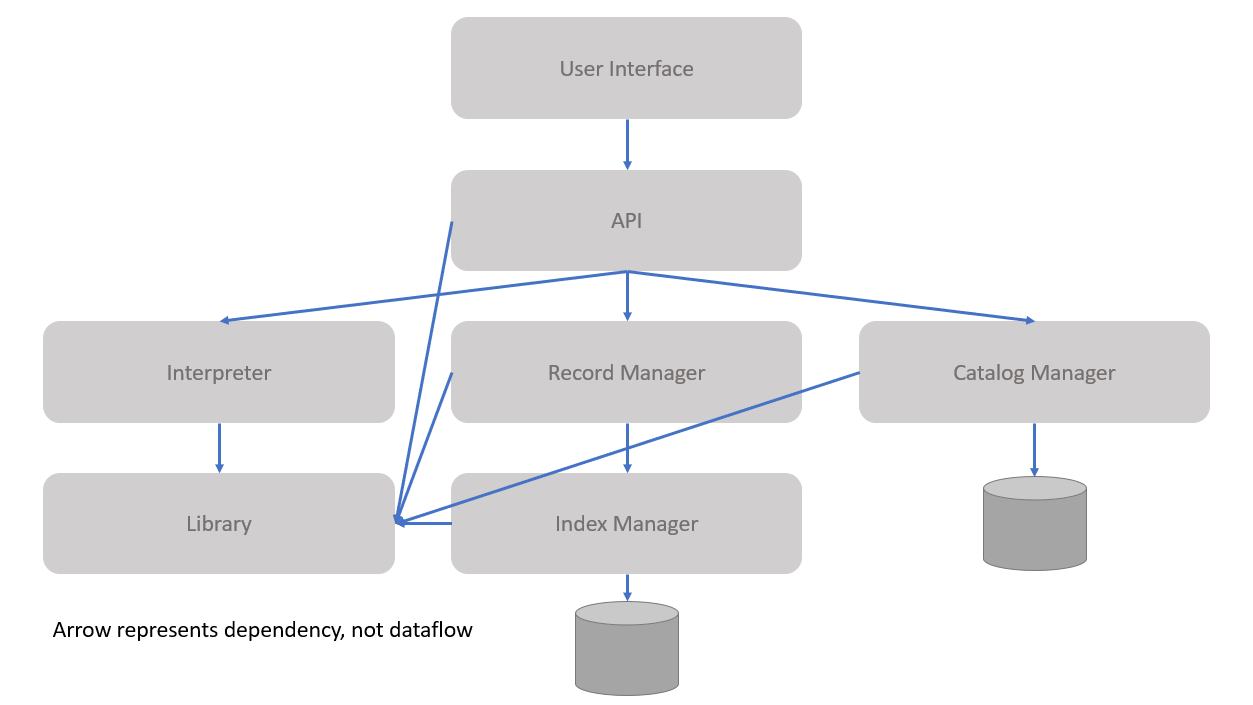 User Interface
API
Interpreter
Record Manager
Catalog Manager
Library
Index Manager
Arrow represents dependency, not dataflow